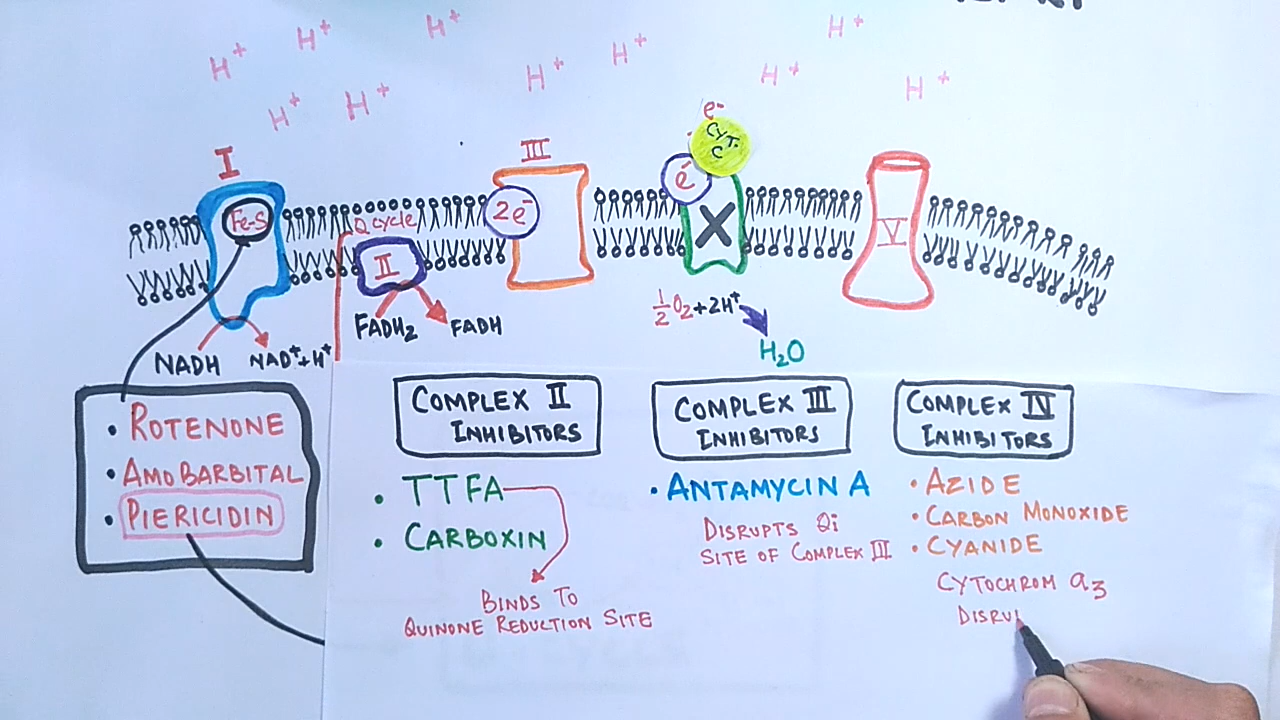 H+
H+
H+
H+
H+
H+
H+
H+
H+
H+
e-
CYT.
C
I
III
e-
Fe-S
Q cycle
2e-
X
V
II
½O2+2H+
FADH2
FADH
H2O
NADH
NAD++H+
• ROTENONE
• AMOBARBITAL
• PIERICIDIN
COMPLEX II
INHIBITORS
• TTFA
• CARBOXIN
BINDS TO
QUINONE REDUCTION SITE
COMPLEX III
INHIBITORS
• ANTAMYCIN A
DISRUPTS Qi
SITE OF COMPLEX III
COMPLEX IV
INHIBITORS
• AZIDE
• CARBON MONOXIDE
• CYANIDE
CYTOCHROM a3
DISRU